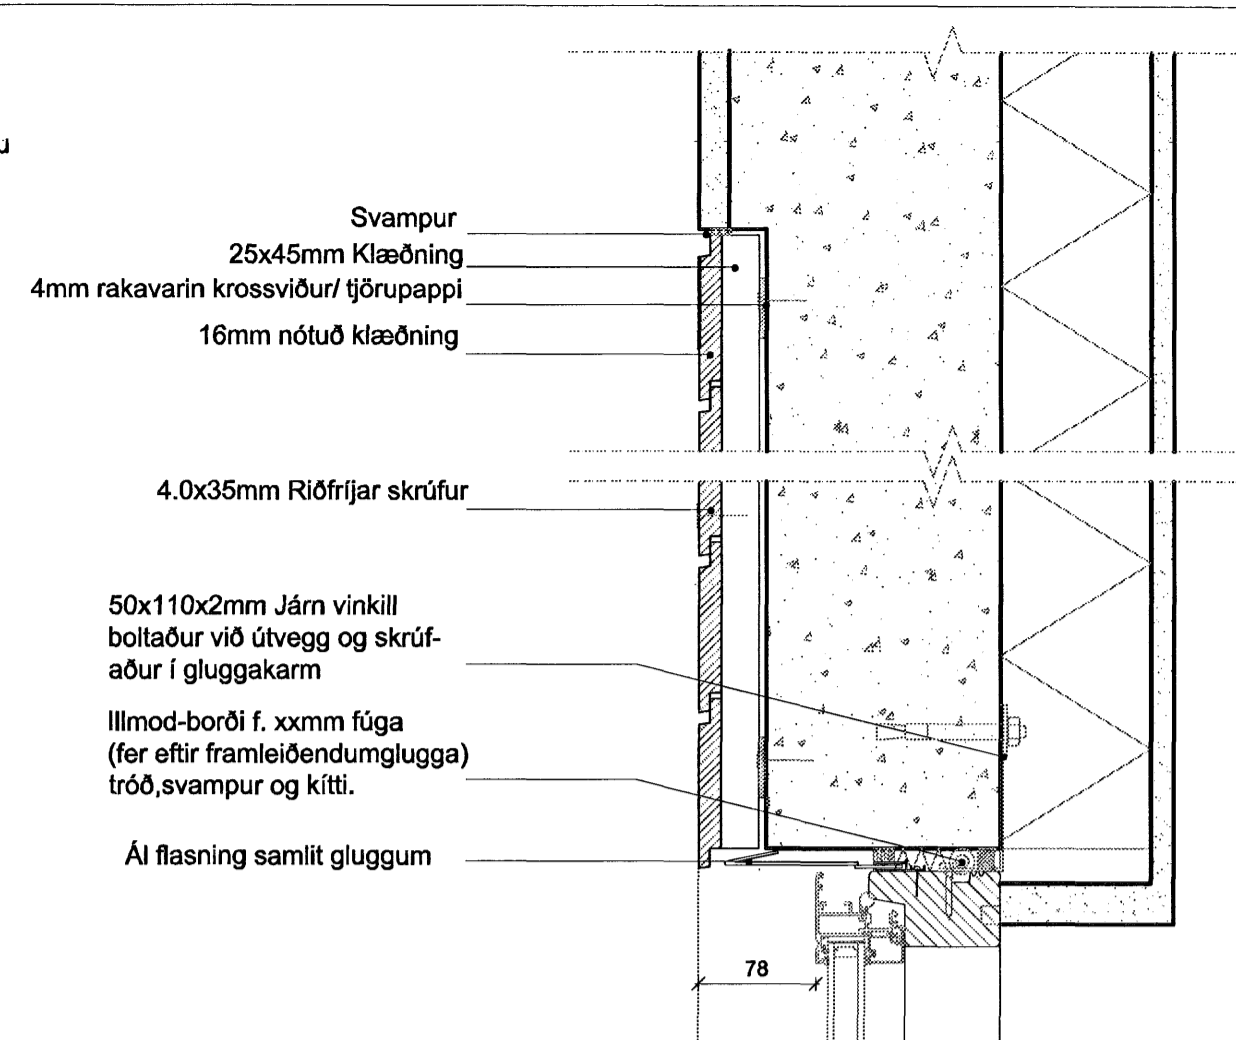 Svampur
25x45mm Klæðning
4mm rakavarin krossviður/ tjörupappi
16mm nótuð klæðning
4.0x35mm Riðfríjar skrúfur
50x110x2mm Járn vinkill
boltaður við útvegg og skrúf-
aður í gluggakarm
Illmod-borði f. xxmm fúga
(fer eftir framleiðendumglugga)
tróð,svampur og kítti.
Ál flasning samlit gluggum
78